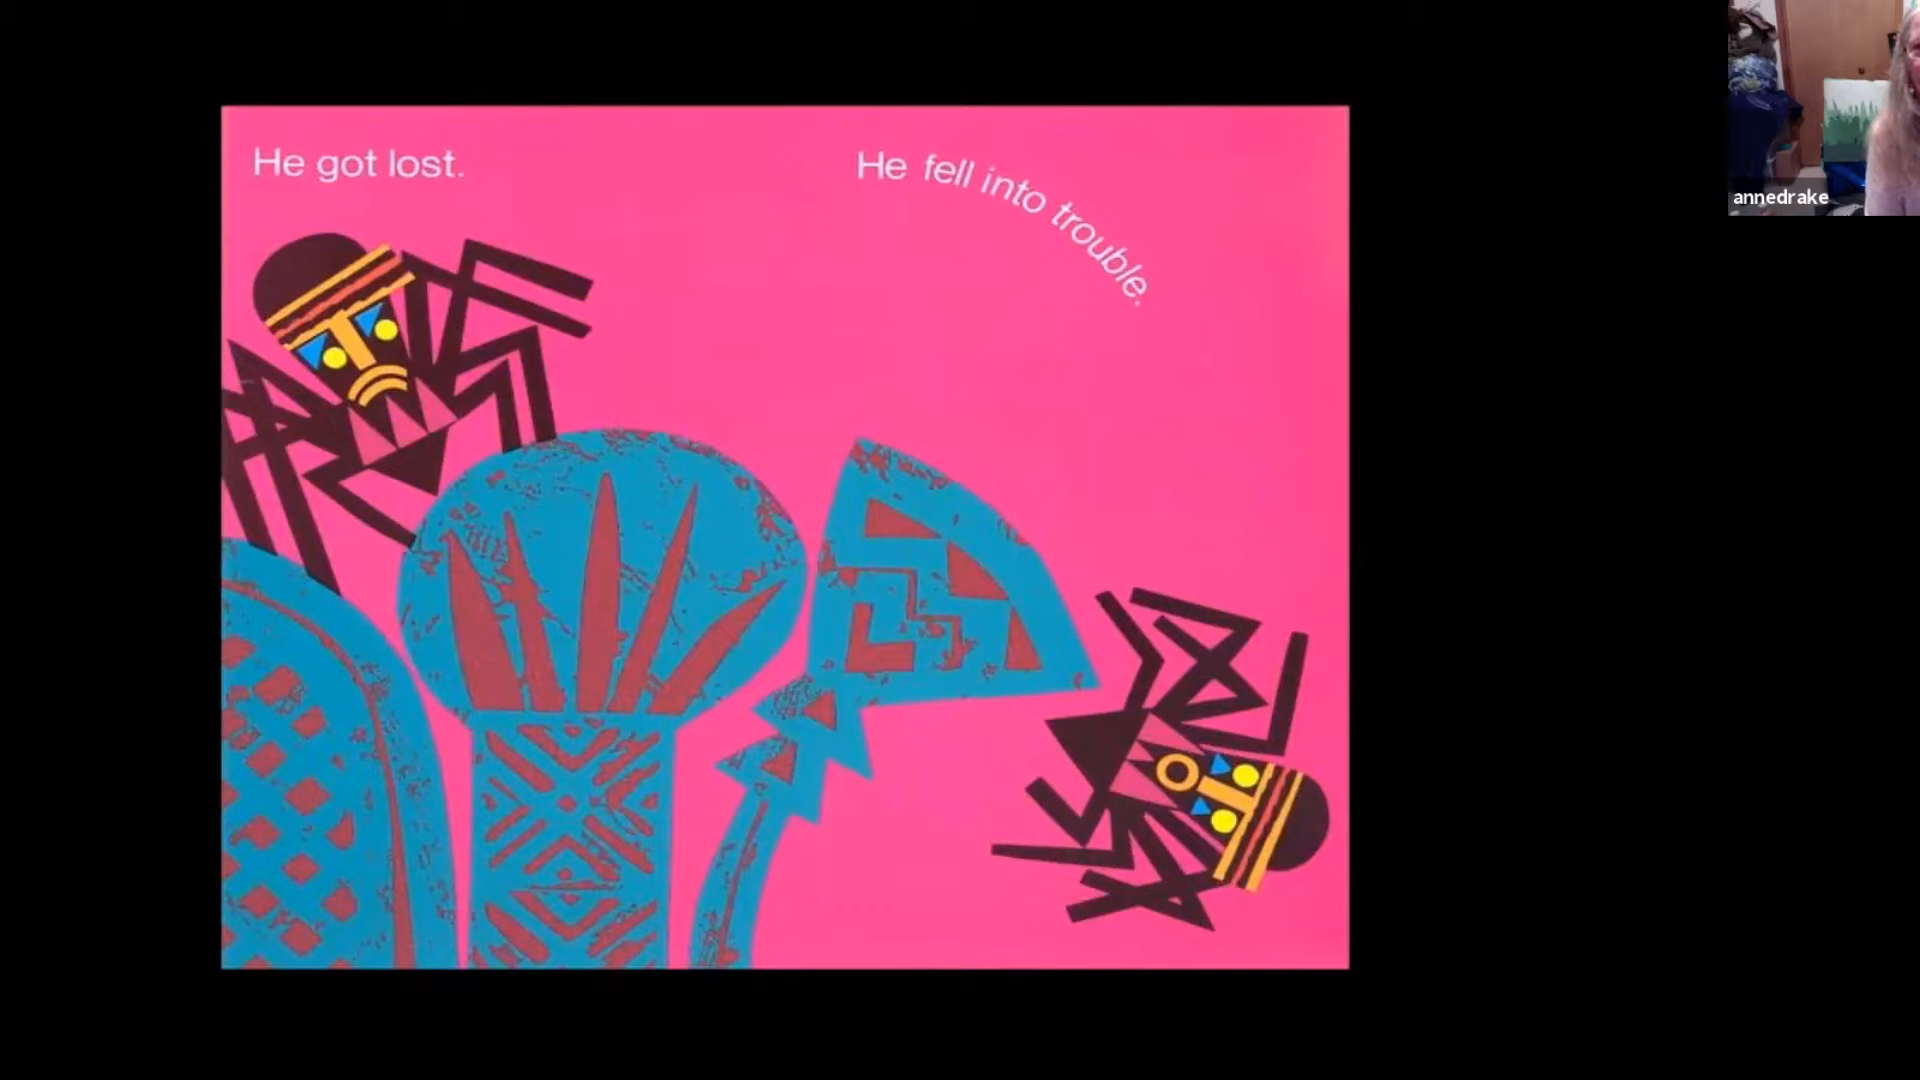 He got lost.
He fell into trouble.
annedrake